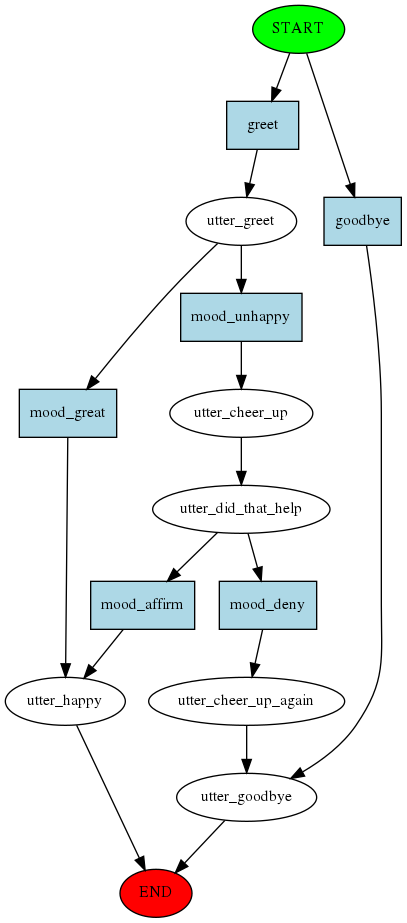 START
greet
utter_greet
goodbye
mood_unhappy
mood_great
utter_cheer_up
utter_did_that_help
mood_affirm
mood_deny
utter_happy
utter_cheer_up_again
utter_goodbye
END